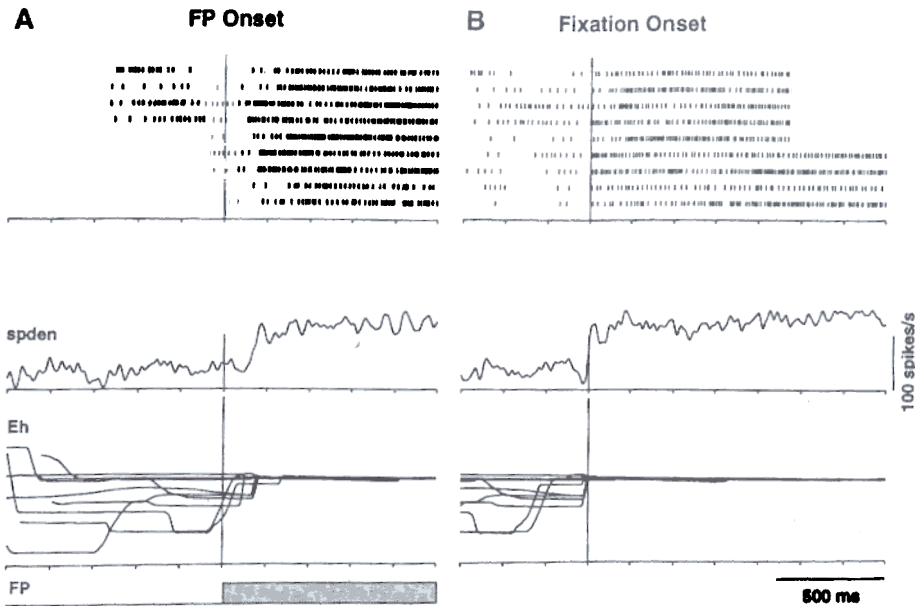 A FP Onset
B Fixation Onset
spden
100 spikes/s
Eh
FP
500 ms